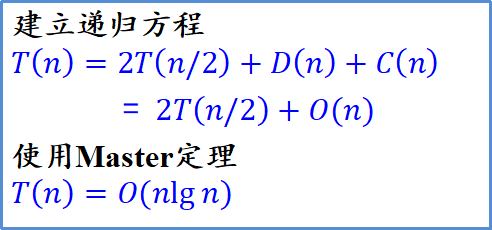 建立递归方程
T(n) = 2T(n/2) + D(n) + C(n)
= 2T(n/2) + O(n)
使用Master定理
T(n) = O(nlg n)